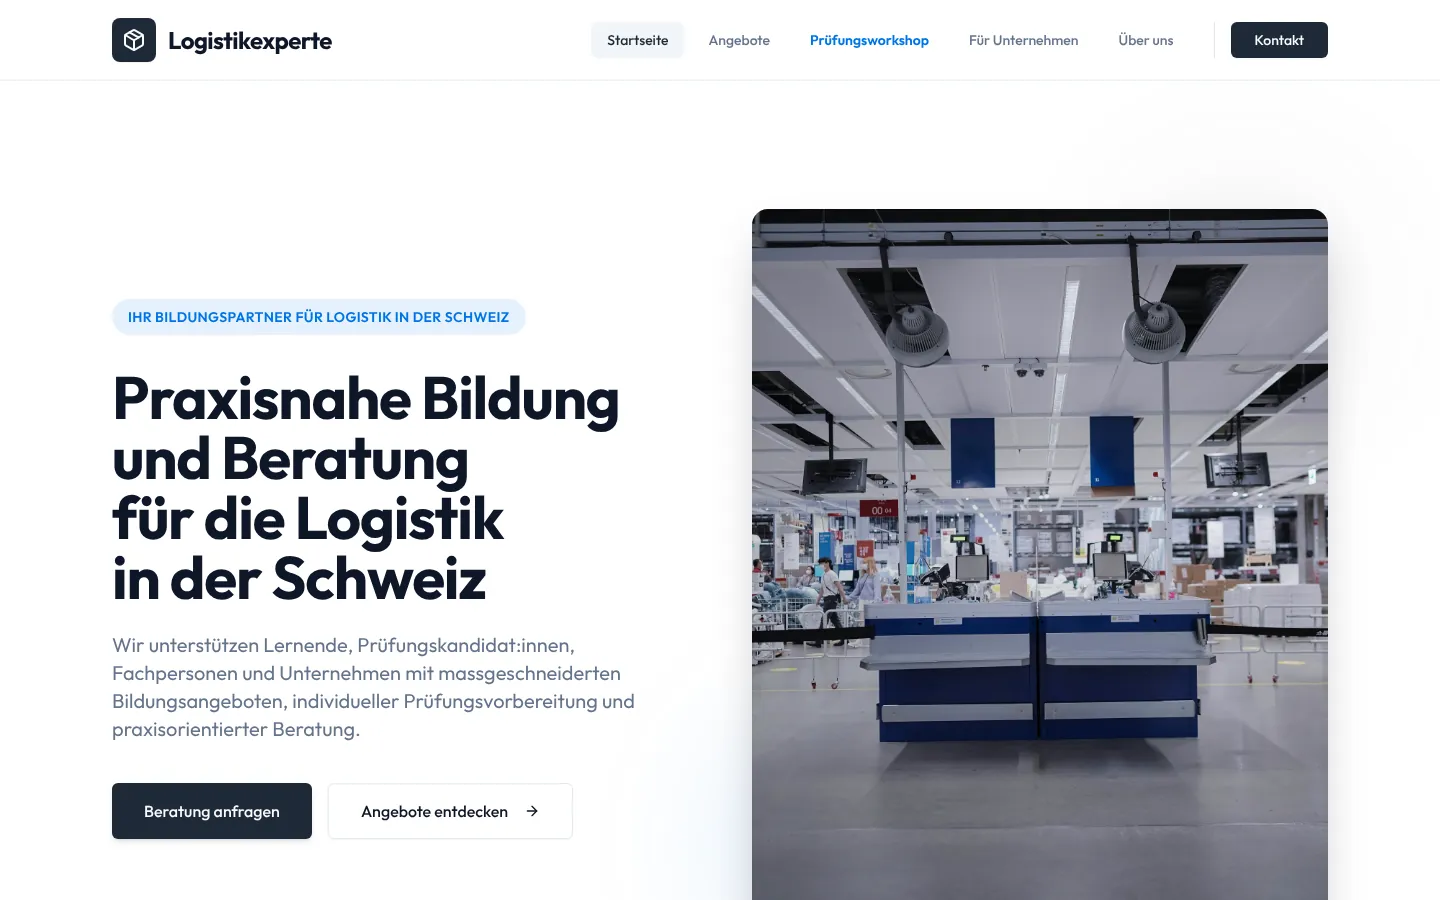 Logistikexperte
Startseite
Angebote
Prüfungsworkshop
Für Unternehmen
Über uns
Kontakt
IHR BILDUNGSPARTNER FÜR LOGISTIK IN DER SCHWEIZ
Praxisnahe Bildung
und Beratung
für die Logistik
in der Schweiz
Wir unterstützen Lernende, Prüfungskandidat:innen,
Fachpersonen und Unternehmen mit massgeschneiderten
Bildungsangeboten, individueller Prüfungsvorbereitung und
praxisorientierter Beratung.
Beratung anfragen
Angebote entdecken →